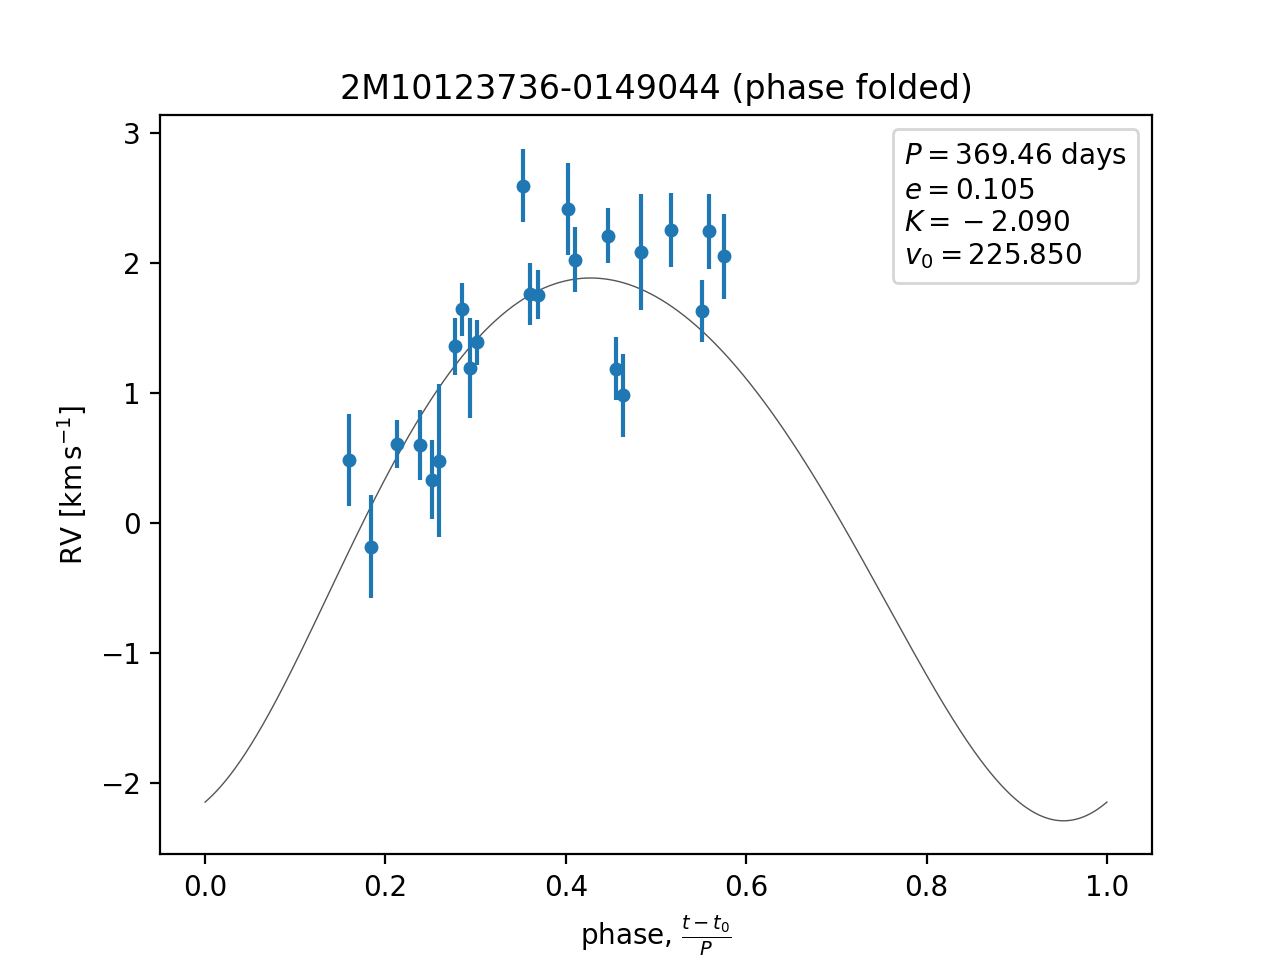 2M10123736-0149044 (phase folded)
P = 369.46 days
e = 0.105
K = −2.090
v₀ = 225.850
3
2
1
0
−1
−2
RV [km s⁻¹]
0.0 0.2 0.4 0.6 0.8 1.0
phase, (t − t₀)/P